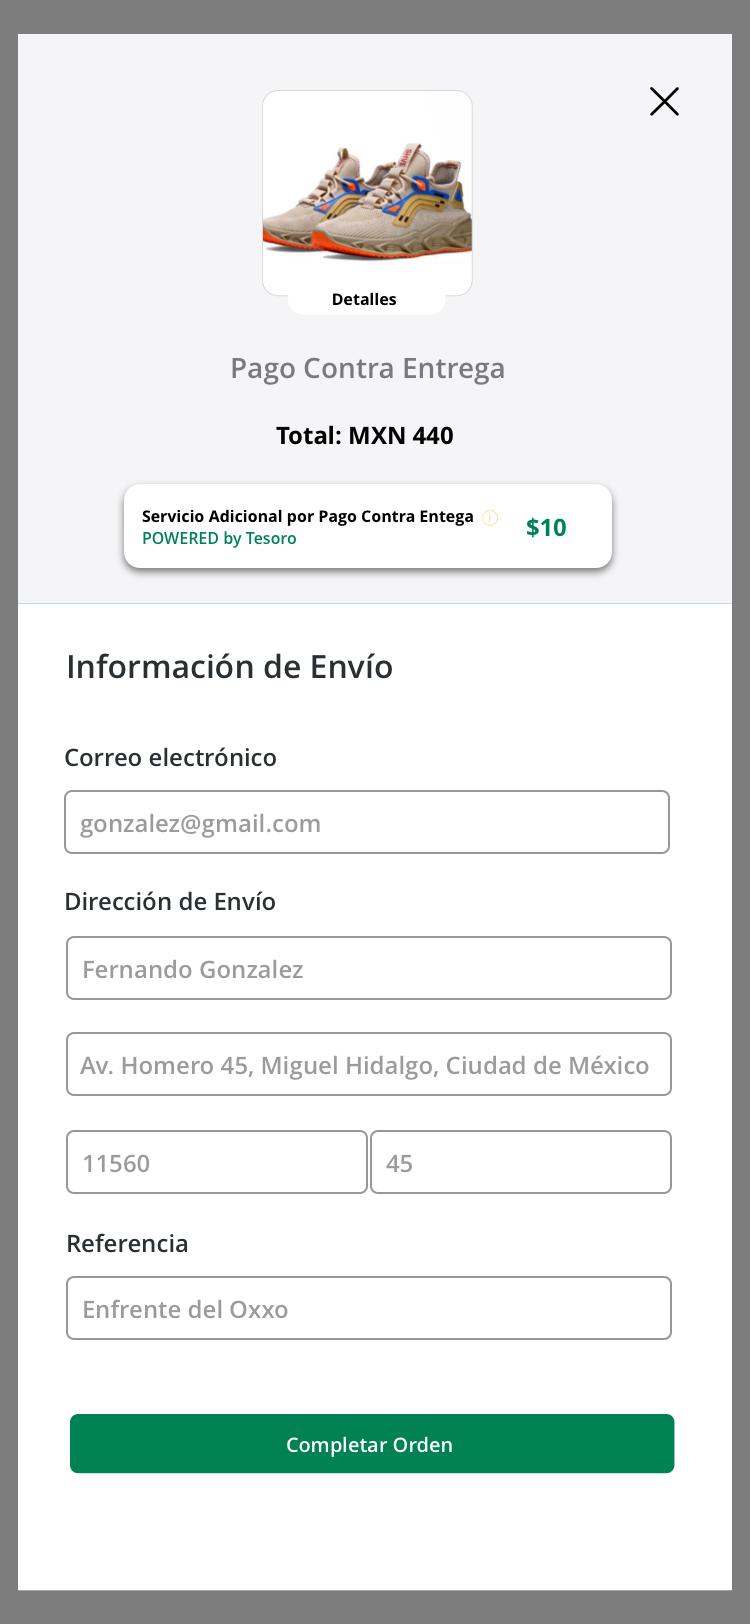 Detalles
Pago Contra Entrega
Total: MXN 440
Servicio Adicional por Pago Contra Entega
$10
POWERED by Tesoro
Información de Envío
Correo electrónico
gonzalez@gmail.com
Dirección de Envío
Fernando Gonzalez
Av. Homero 45, Miguel Hidalgo, Ciudad de México
11560
45
Referencia
Enfrente del Oxxo
Completar Orden